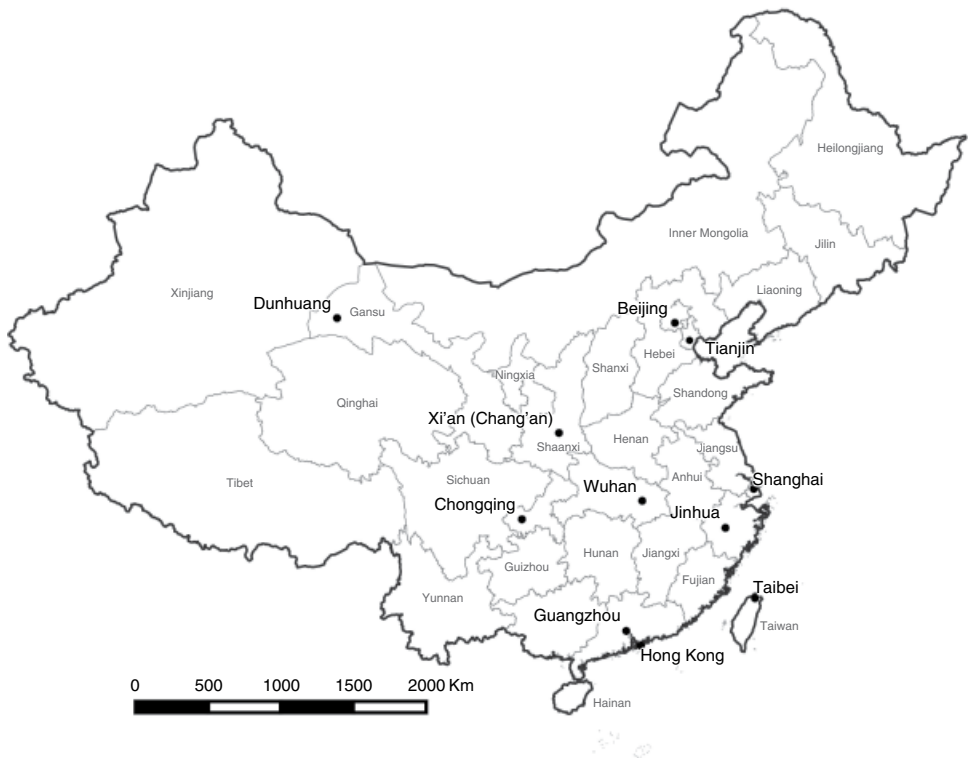 Heilongjiang
Inner Mongolia
Jilin
Xinjiang
Liaoning
Dunhuang
Gansu
Beijing
Tianjin
Hebei
Shanxi
Ningxia
Shandong
Qinghai
Xi'an (Chang'an)
Shaanxi
Henan
Jiangsu
Tibet
Sichuan
Anhui
Shanghai
Wuhan
Chongqing
Jinhua
Hunan
Jiangxi
Guizhou
Fujian
Yunnan
Taibei
Guangzhou
Taiwan
Hong Kong
0 500 1000 1500 2000 Km
Hainan